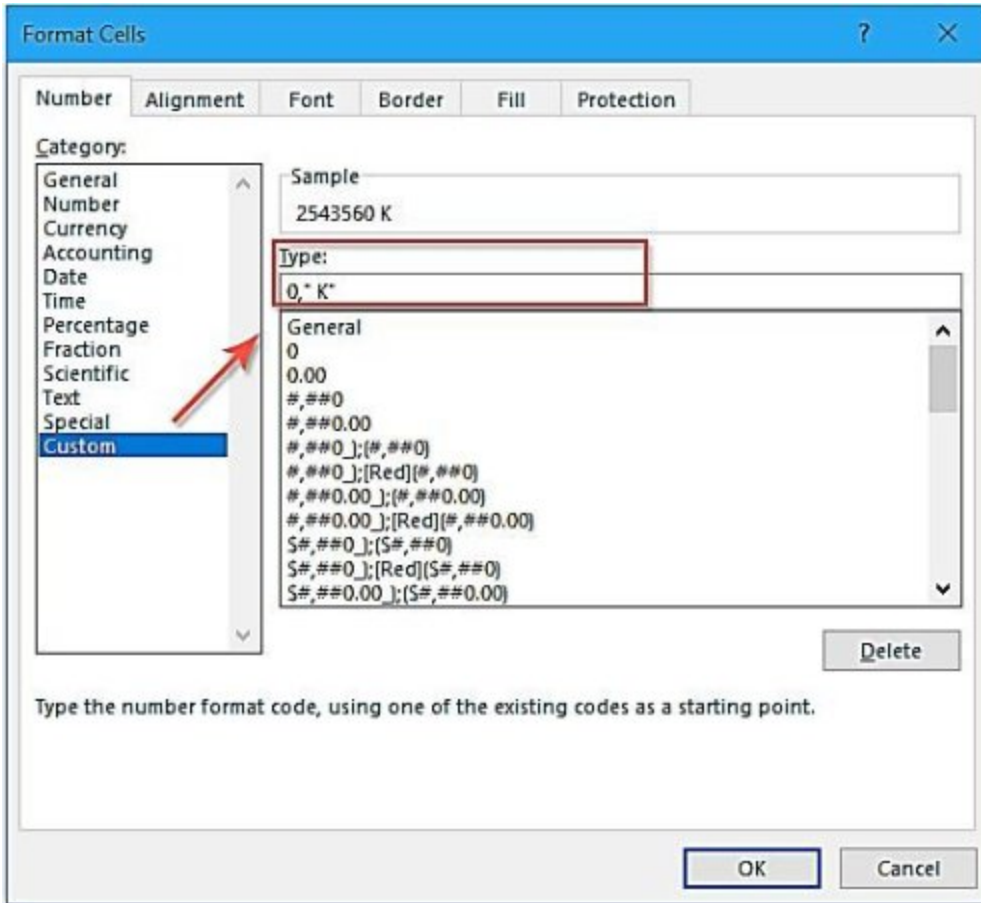 Format Cells
Number Alignment Font Border Fill Protection
Category:
General
Number
Currency
Accounting
Date
Time
Percentage
Fraction
Scientific
Text
Special
Custom
Sample
2543560 K
Type:
0," K"
General
0
0.00
#,##0
#,##0.00
#,##0_);(#,##0)
#,##0_);[Red](#,##0)
#,##0.00_);(#,##0.00)
#,##0.00_);[Red](#,##0.00)
$#,##0_);($#,##0)
$#,##0_);[Red]($#,##0)
$#,##0.00_);($#,##0.00)
Delete
Type the number format code, using one of the existing codes as a starting point.
OK Cancel